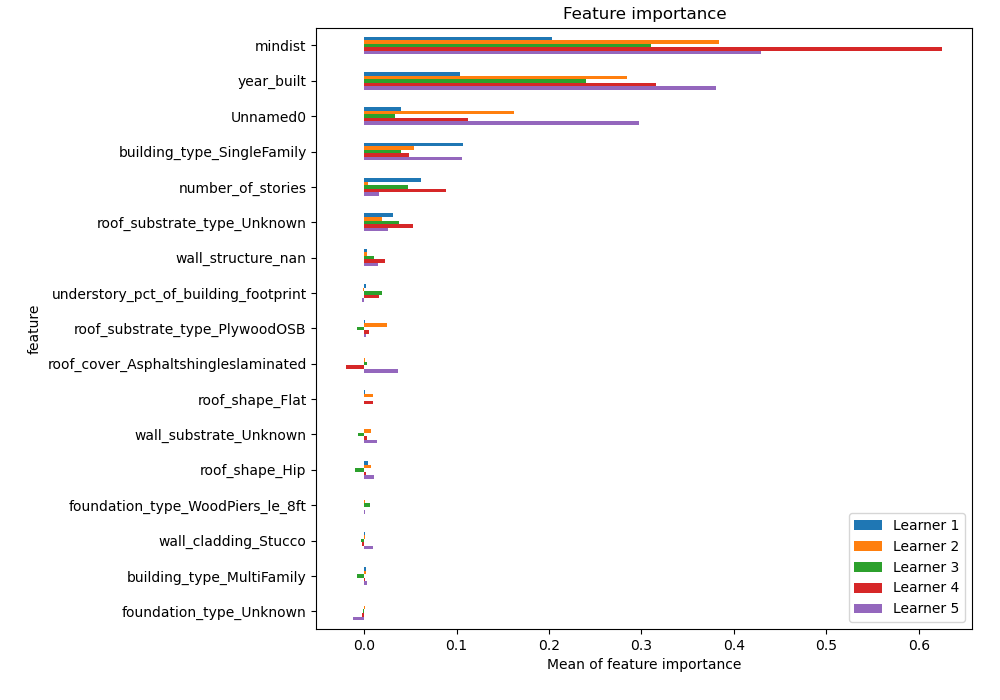 Feature importance
mindist
year_built
Unnamed0
building_type_SingleFamily
number_of_stories
roof_substrate_type_Unknown
wall_structure_nan
understory_pct_of_building_footprint
roof_substrate_type_PlywoodOSB
roof_cover_Asphaltshingleslaminated
roof_shape_Flat
wall_substrate_Unknown
roof_shape_Hip
foundation_type_WoodPiers_le_8ft
wall_cladding_Stucco
building_type_MultiFamily
foundation_type_Unknown
feature
Learner 1
Learner 2
Learner 3
Learner 4
Learner 5
0.0 0.1 0.2 0.3 0.4 0.5 0.6
Mean of feature importance